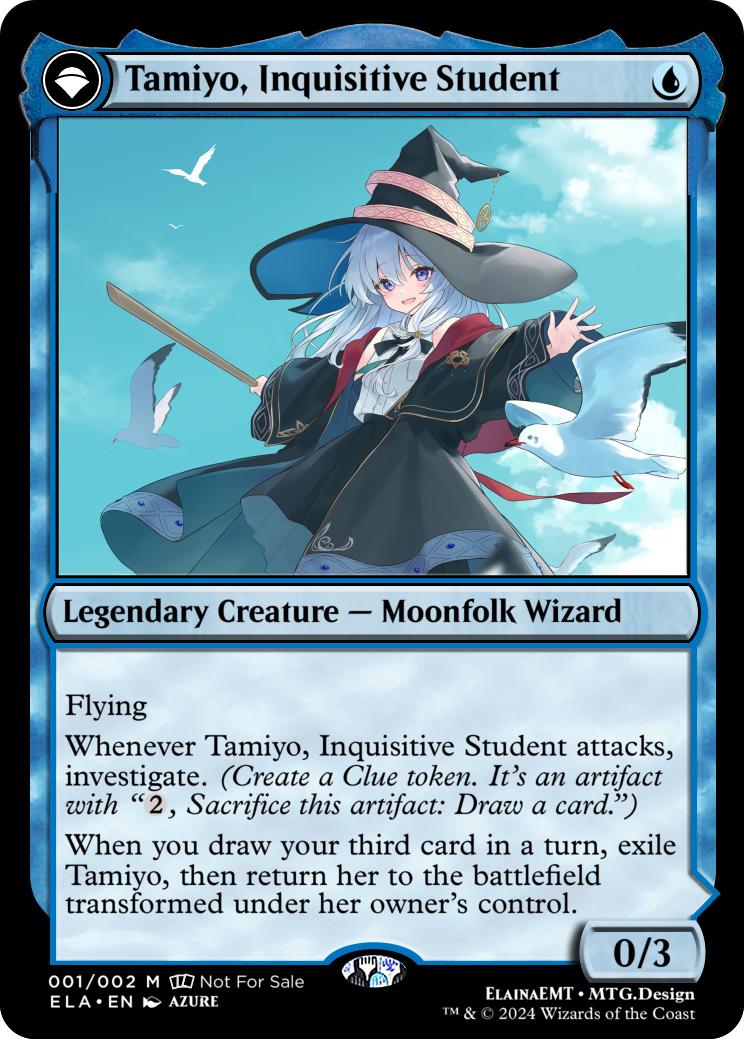 Tamiyo, Inquisitive Student
Legendary Creature — Moonfolk Wizard
Flying
Whenever Tamiyo, Inquisitive Student attacks,
investigate. (Create a Clue token. It's an artifact
with “2, Sacrifice this artifact: Draw a card.”)
When you draw your third card in a turn, exile
Tamiyo, then return her to the battlefield
transformed under her owner's control.
0/3
001/002 M Not For Sale
ELA • EN AZURE
ElainaEMT • MTG.Design
™ & © 2024 Wizards of the Coast